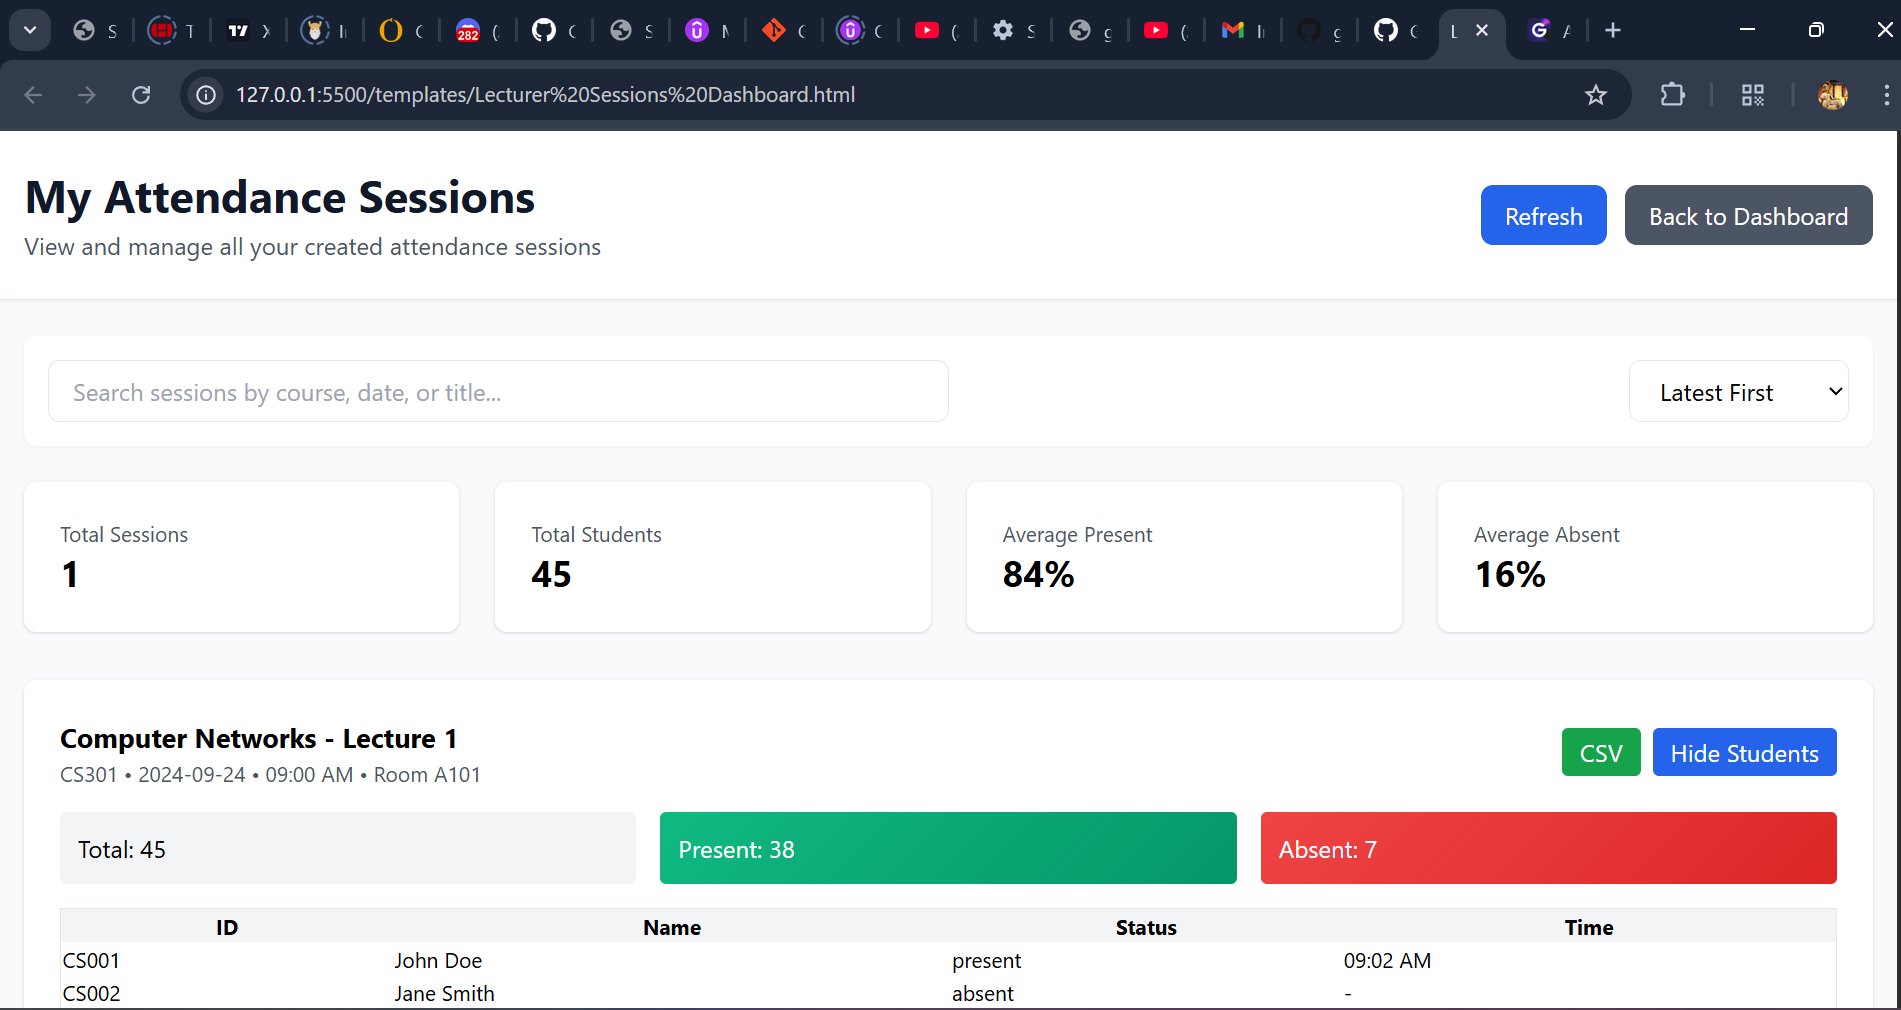 S T X I C 282 ( C S M C C ( S g ( I g C L A
127.0.0.1:5500/templates/Lecturer%20Sessions%20Dashboard.html
My Attendance Sessions
Refresh Back to Dashboard
View and manage all your created attendance sessions
Search sessions by course, date, or title...
Latest First
Total Sessions
1
Total Students
45
Average Present
84%
Average Absent
16%
Computer Networks - Lecture 1
CS301 • 2024-09-24 • 09:00 AM • Room A101
CSV Hide Students
Total: 45
Present: 38
Absent: 7
ID Name Status Time
CS001 John Doe present 09:02 AM
CS002 Jane Smith absent -